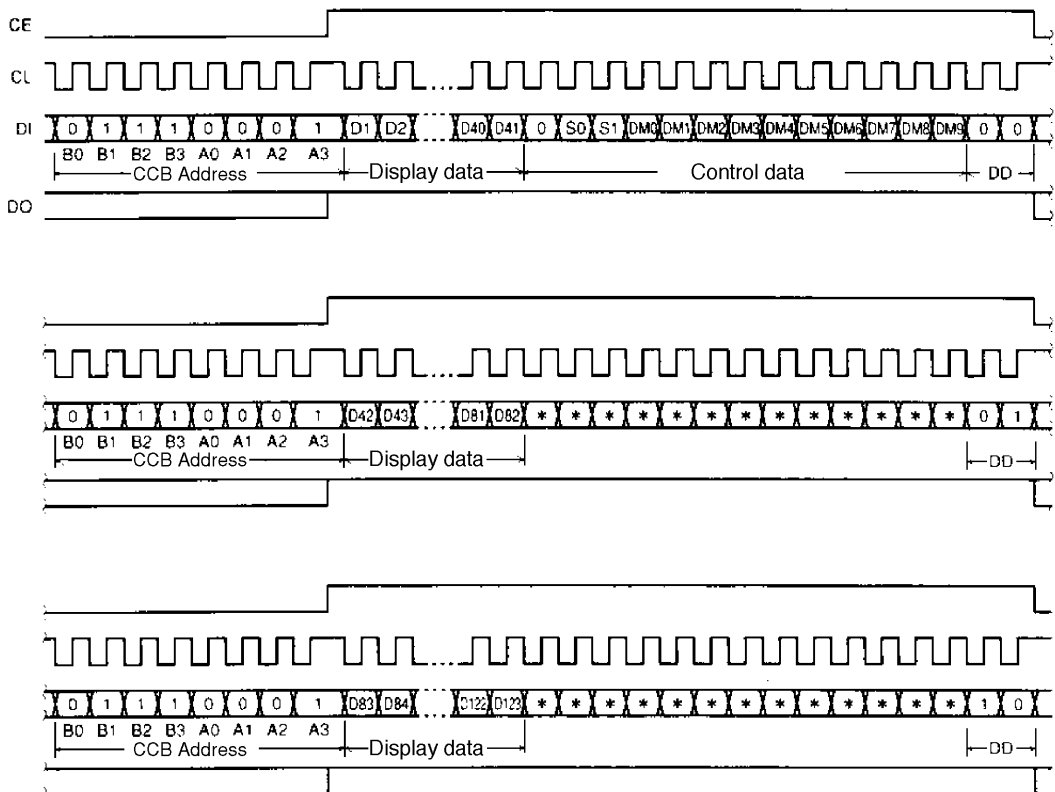 CE
CL
DI 0 1 1 1 0 0 0 1 D1 D2 D40 D41 0 S0 S1 DM0 DM1 DM2 DM3 DM4 DM5 DM6 DM7 DM8 DM9 0 0
B0 B1 B2 B3 A0 A1 A2 A3
CCB Address Display data Control data DD
DO
0 1 1 1 0 0 0 1 D42 D43 D81 D82 * * * * * * * * * * * * * 0 1
B0 B1 B2 B3 A0 A1 A2 A3
CCB Address Display data DD
0 1 1 1 0 0 0 1 D83 D84 D122 D123 * * * * * * * * * * * * * 1 0
B0 B1 B2 B3 A0 A1 A2 A3
CCB Address Display data DD